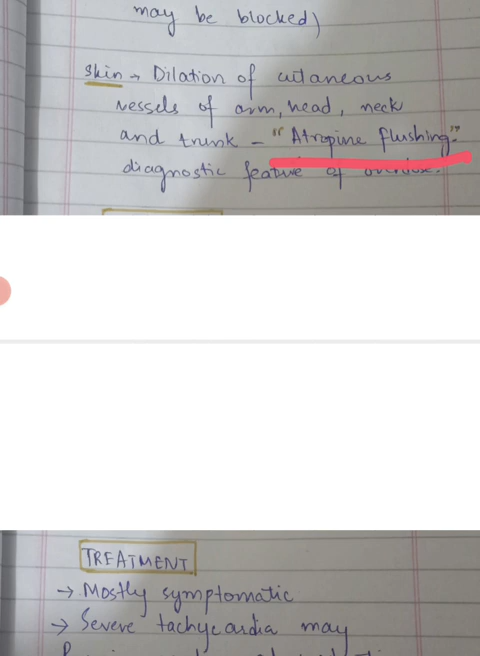 may be blocked)
Skin → Dilation of cutaneous
vessels of arm, head, neck
and trunk - "Atropine flushing"-
diagnostic feature of
TREATMENT
→ Mostly symptomatic
→ Severe tachycardia may